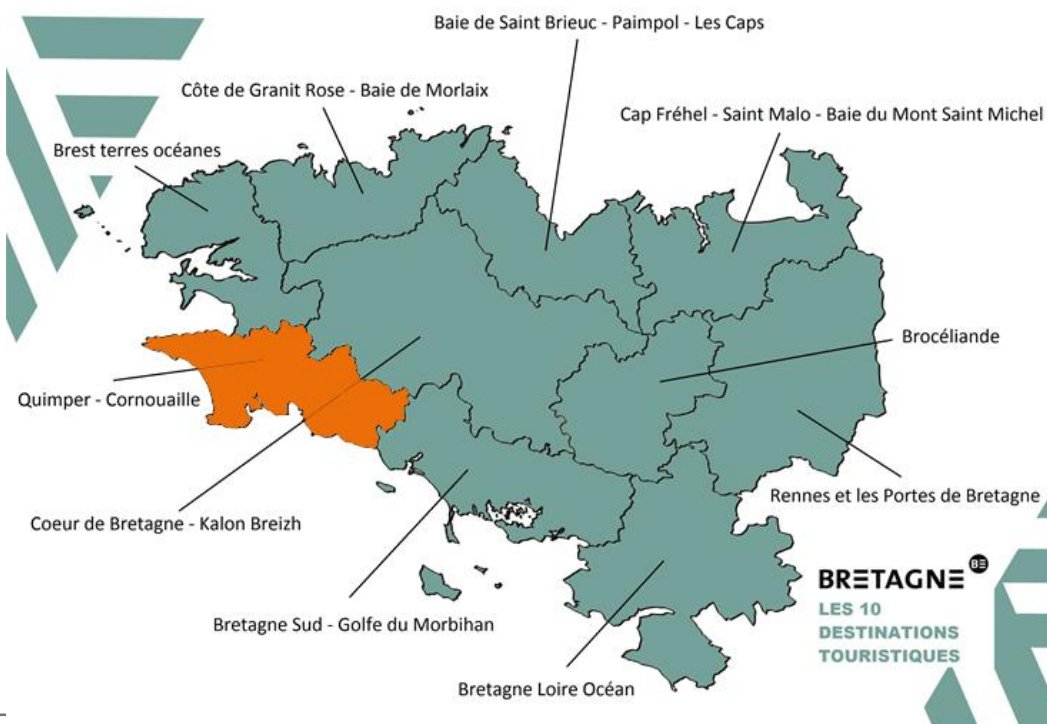 Baie de Saint Brieuc - Paimpol - Les Caps
Côte de Granit Rose - Baie de Morlaix
Cap Fréhel - Saint Malo - Baie du Mont Saint Michel
Brest terres océanes
Brocéliande
Quimper - Cornouaille
Rennes et les Portes de Bretagne
Coeur de Bretagne - Kalon Breizh
Bretagne Sud - Golfe du Morbihan
Bretagne Loire Océan
BRETAGNE BE
LES 10
DESTINATIONS
TOURISTIQUES